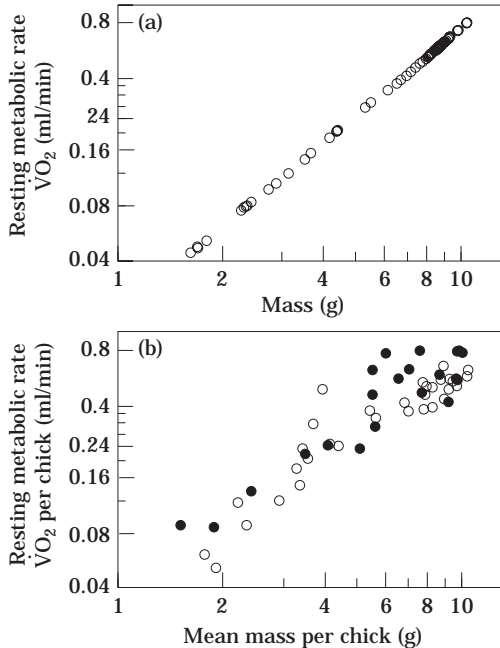 (a)
Resting metabolic rate
VO2 (ml/min)
0.8
0.4
24
0.16
0.08
0.04
1 2 4 6 8 10
Mass (g)
(b)
Resting metabolic rate
V̇O2 per chick (ml/min)
0.8
0.4
0.24
0.16
0.08
0.04
1 2 4 6 8 10
Mean mass per chick (g)